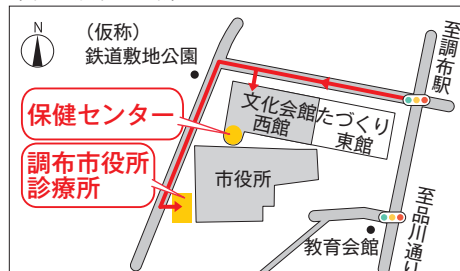 N
（仮称）
鉄道敷地公園
至調布駅
保健センター
文化会館
西館
たづくり
東館
調布市役所
診療所
市役所
至品川通り
教育会館